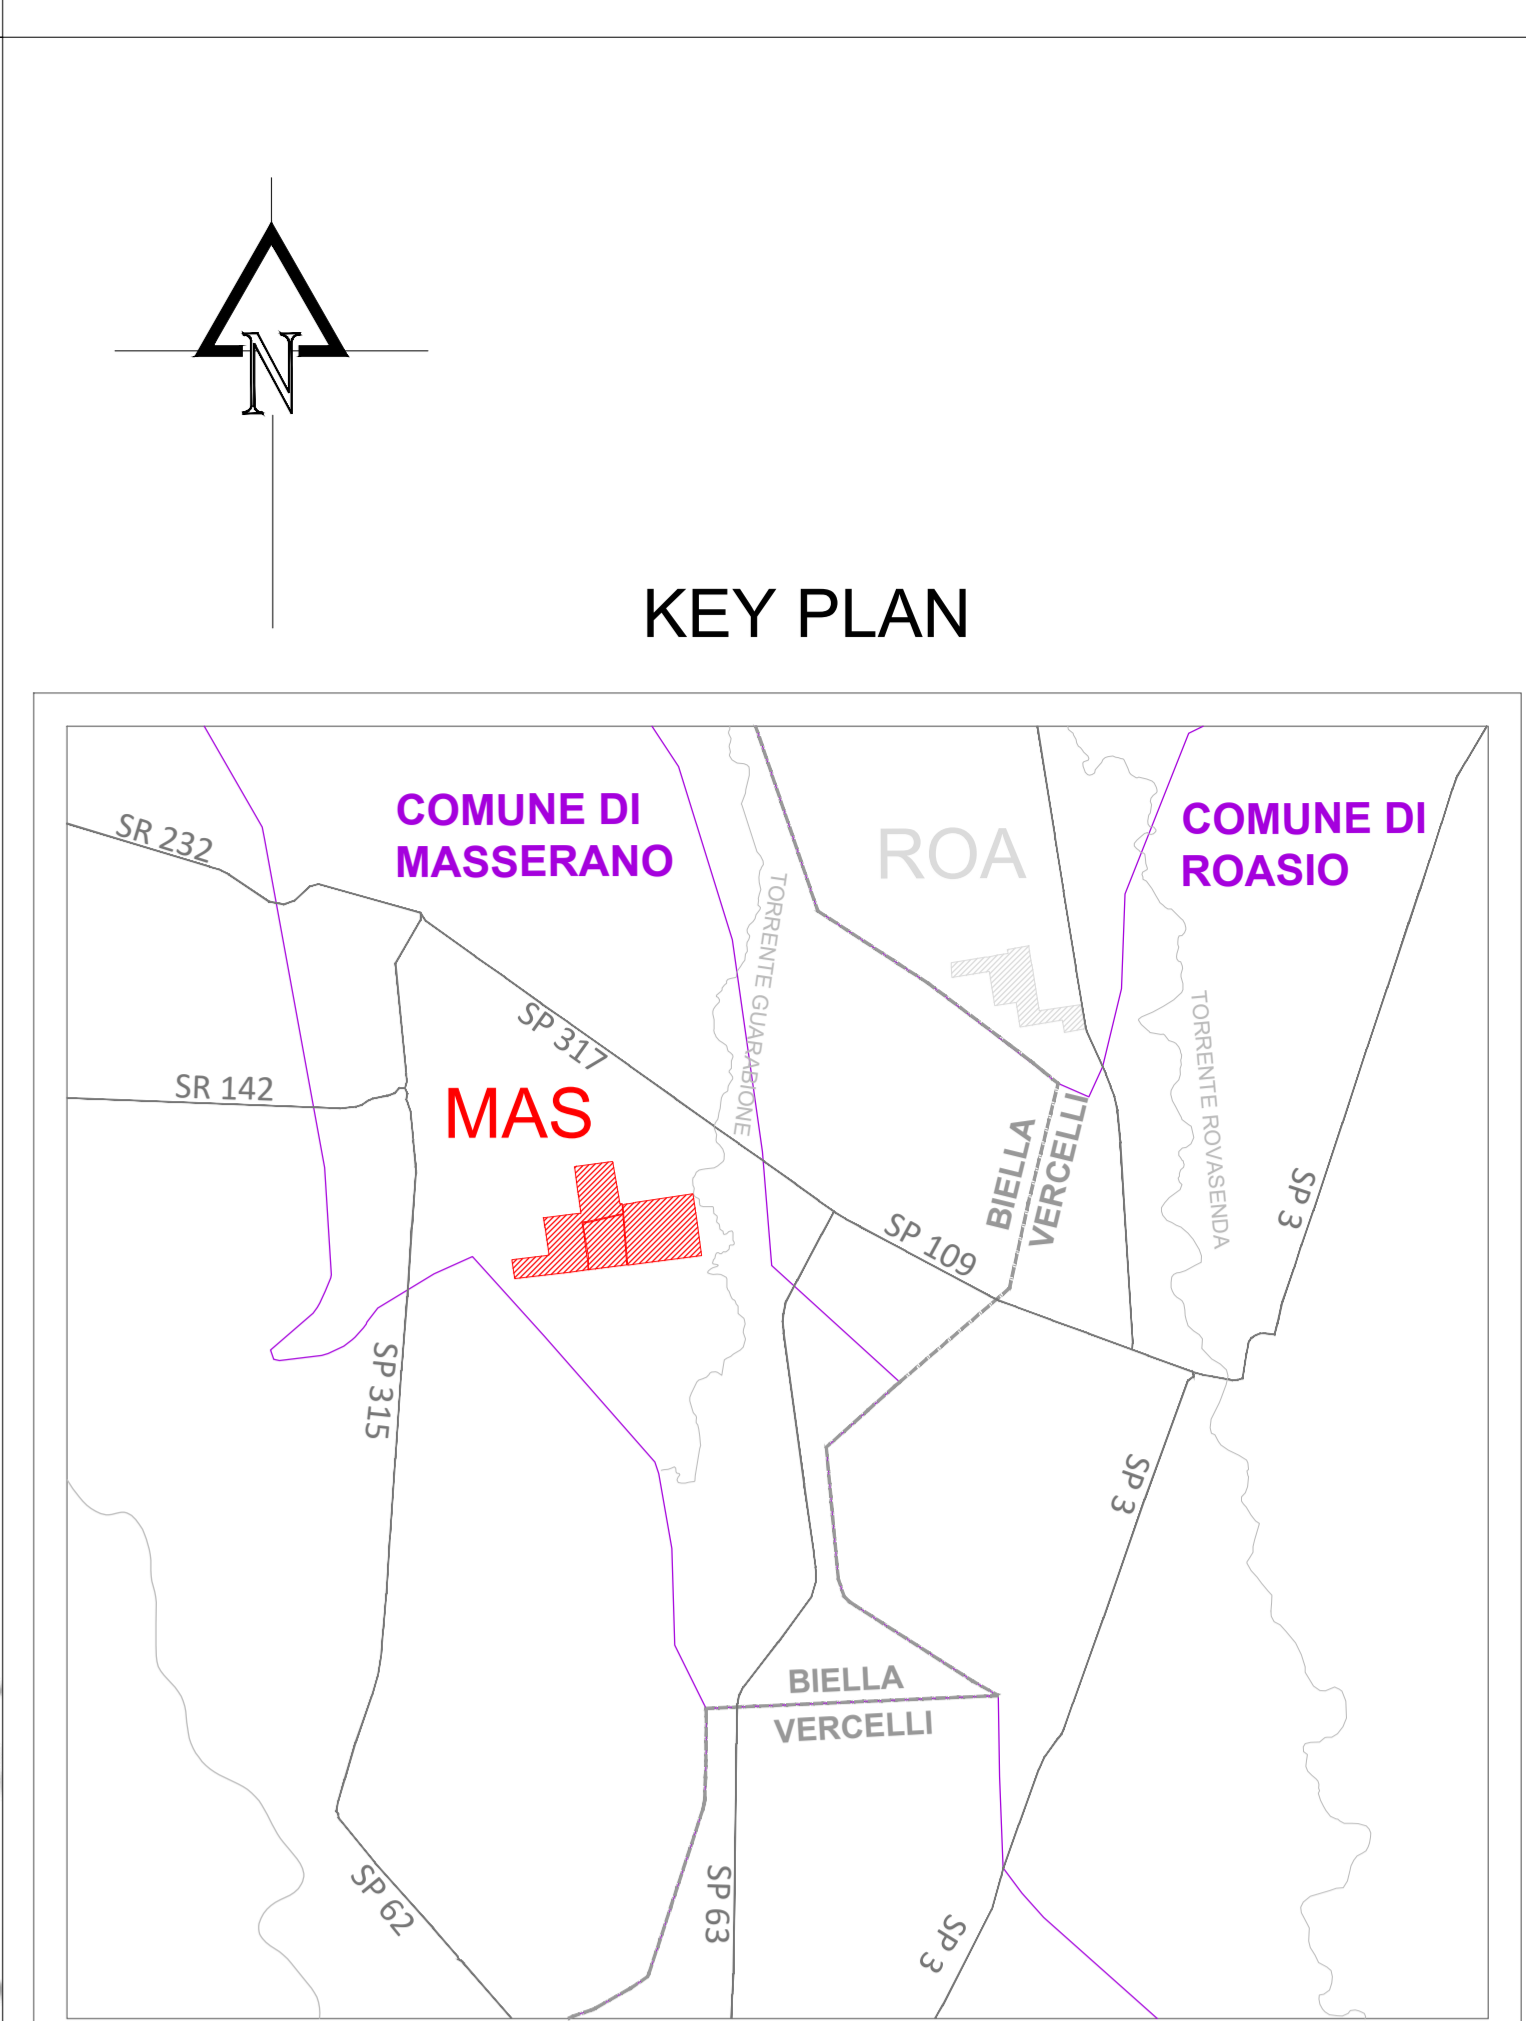 N
KEY PLAN
COMUNE DI
MASSERANO
COMUNE DI
ROASIO
SR 232
ROA
TORRENTE GUARABIONE
SP 317
TORRENTE ROVASENDA
SR 142
MAS
BIELLA
VERCELLI
SP 3
SP 109
SP 315
SP 3
BIELLA
VERCELLI
SP 62
SP 63
SP 3